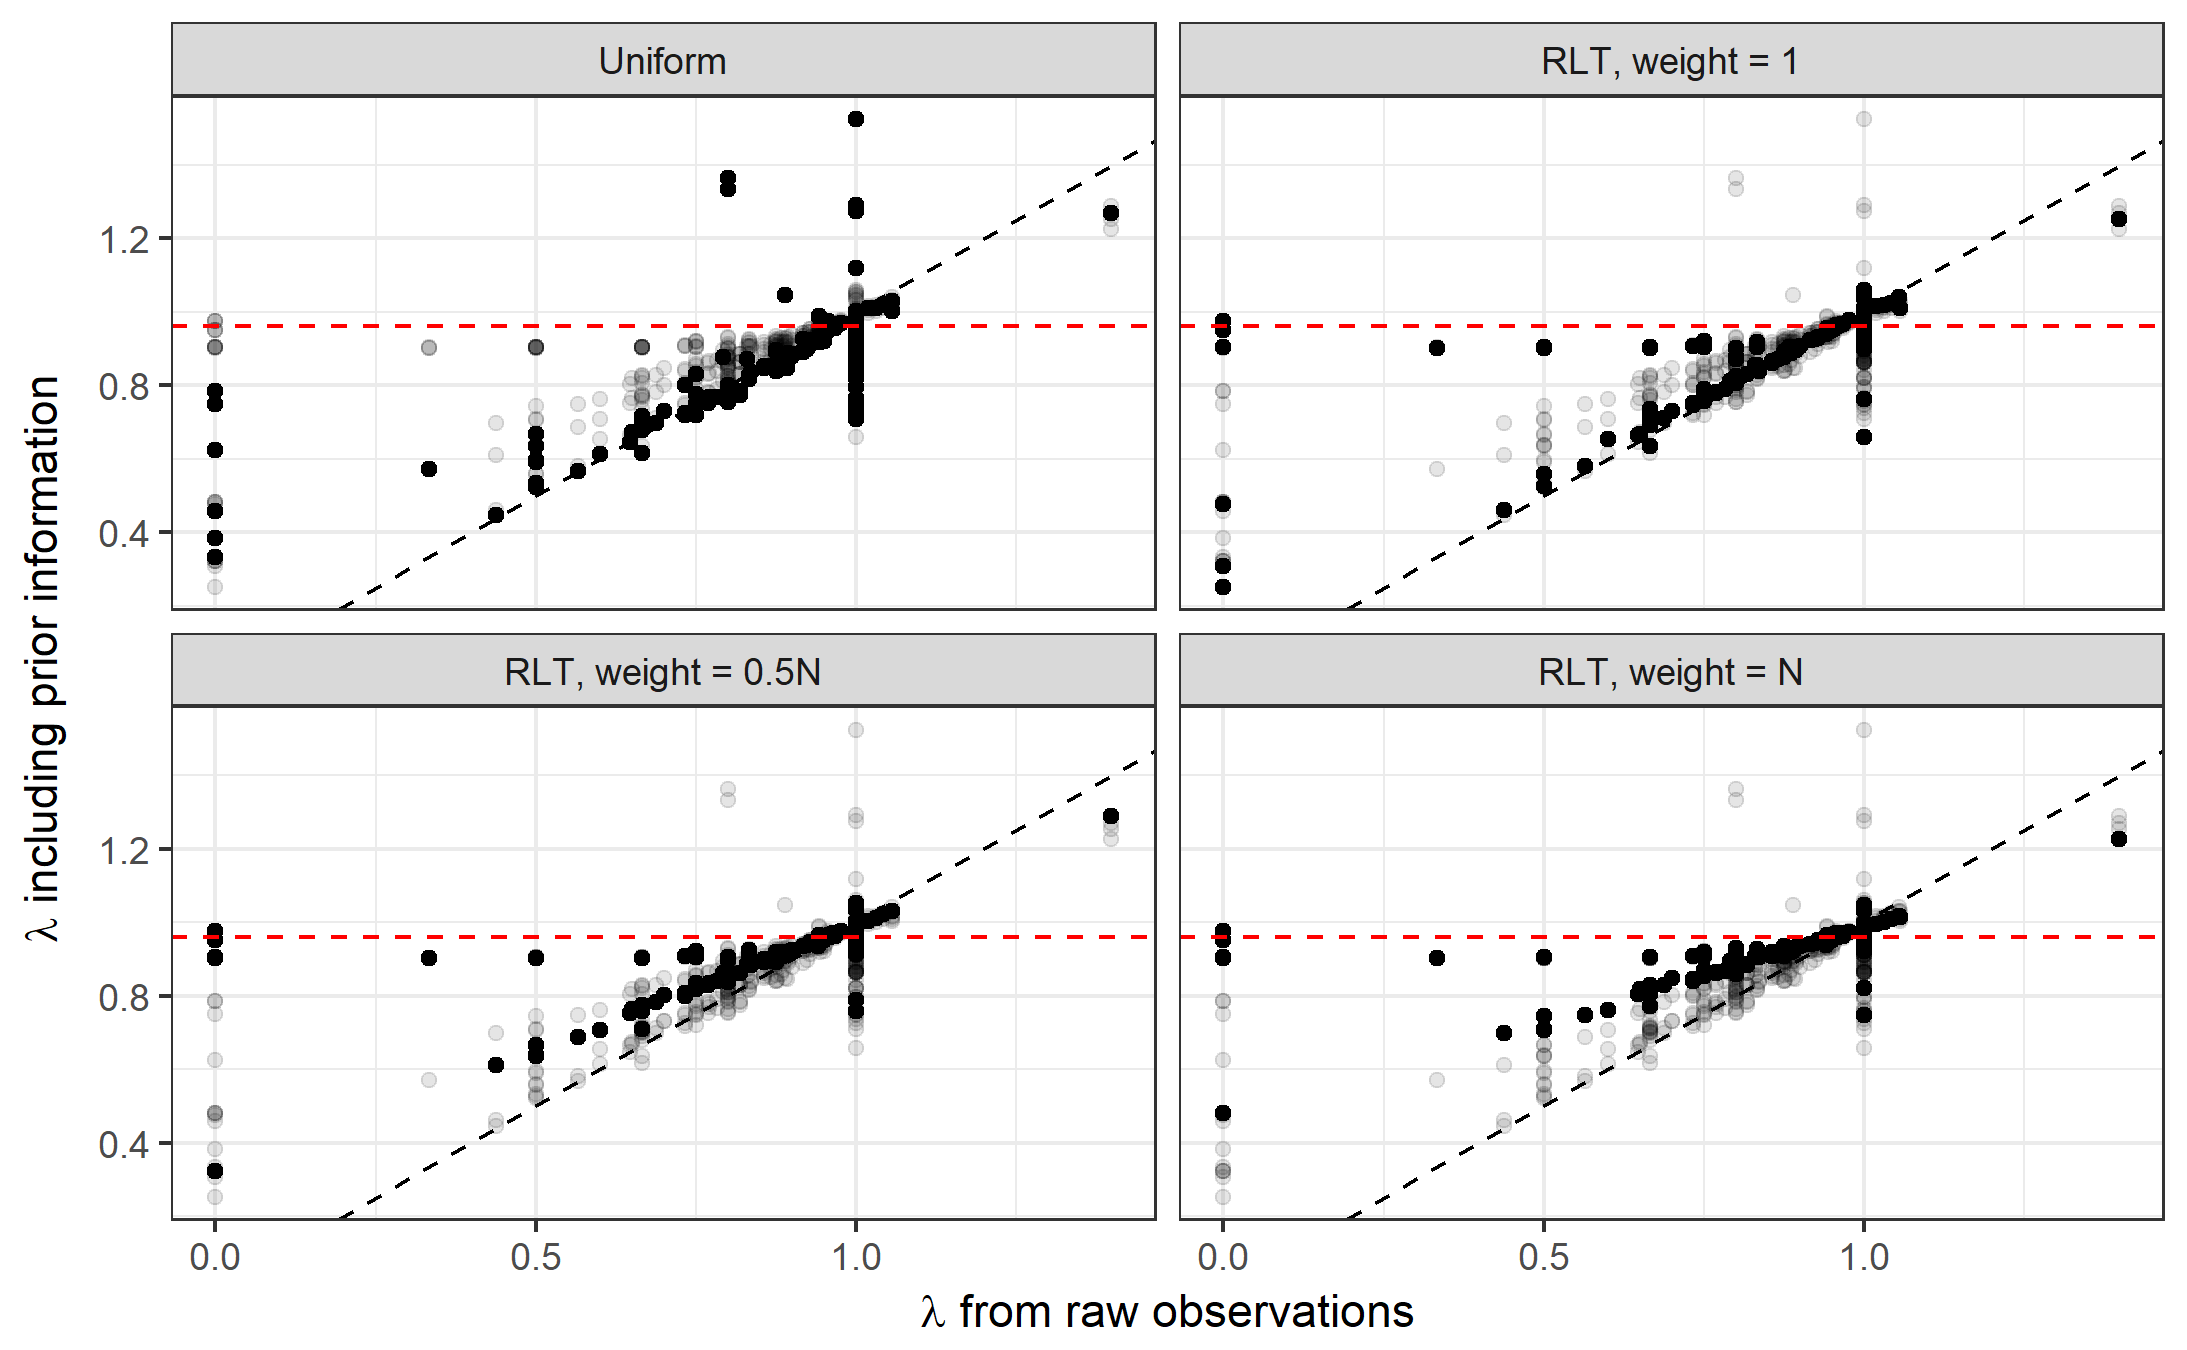 Uniform
RLT, weight = 1
1.2
0.8
0.4
λ including prior information
RLT, weight = 0.5N
RLT, weight = N
1.2
0.8
0.4
0.0 0.5 1.0 0.0 0.5 1.0
λ from raw observations